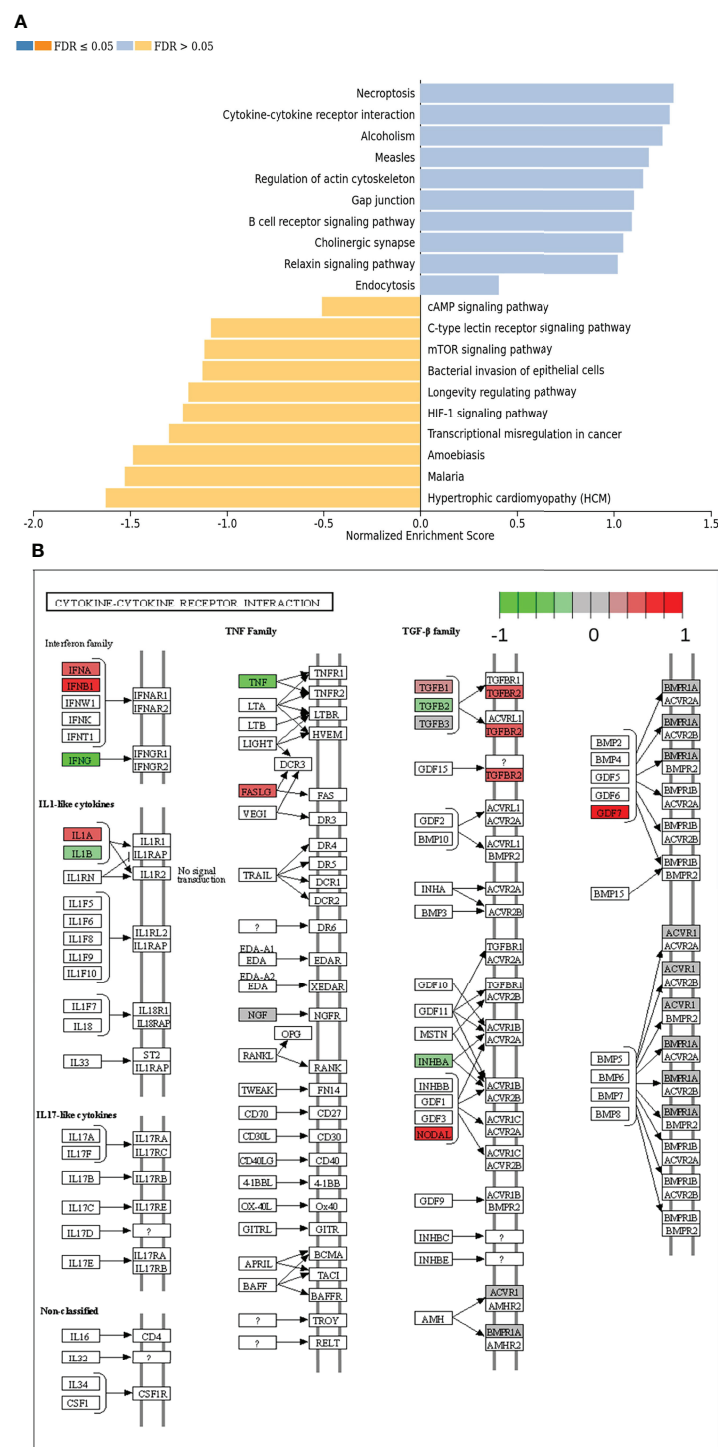 A
FDR ≤ 0.05 FDR > 0.05
Necroptosis
Cytokine-cytokine receptor interaction
Alcoholism
Measles
Regulation of actin cytoskeleton
Gap junction
B cell receptor signaling pathway
Cholinergic synapse
Relaxin signaling pathway
Endocytosis
cAMP signaling pathway
C-type lectin receptor signaling pathway
mTOR signaling pathway
Bacterial invasion of epithelial cells
Longevity regulating pathway
HIF-1 signaling pathway
Transcriptional misregulation in cancer
Amoebiasis
Malaria
Hypertrophic cardiomyopathy (HCM)
-2.0 -1.5 -1.0 -0.5 0.0 0.5 1.0 1.5
Normalized Enrichment Score
B
CYTOKINE-CYTOKINE RECEPTOR INTERACTION
-1 0 1
Interferon family
IFNA
IFNB1
IFNW1
IFNK
IFNT1
IFNAR1
IFNAR2
IFNG
IFNGR1
IFNGR2
IL1-like cytokines
IL1A
IL1B
IL1RN
IL1R1
IL1RAP
IL1R2
No signal
transduction
IL1F5
IL1F6
IL1F8
IL1F9
IL1F10
IL1RL2
IL1RAP
IL1F7
IL18
IL18R1
IL18RAP
IL33
ST2
IL1RAP
IL17-like cytokines
IL17A
IL17F
IL17RA
IL17RC
IL17B
IL17RB
IL17C
IL17RE
IL17D
?
IL17E
IL17RA
IL17RB
Non-classified
IL16
CD4
IL32
?
IL34
CSF1
CSF1R
TNF Family
TNF
LTA
LTB
LIGHT
TNFR1
TNFR2
LTBR
HVEM
DCR3
FASLG
FAS
VEGI
DR3
TRAIL
DR4
DR5
DCR1
DCR2
?
DR6
EDA-A1
EDA
EDAR
EDA-A2
EDA
XEDAR
NGF
NGFR
OPG
RANKL
RANK
TWEAK
FN14
CD70
CD27
CD30L
CD30
CD40LG
CD40
4-1BBL
4-1BB
OX-40L
Ox40
GITRL
GITR
APRIL
BAFF
BCMA
TACI
BAFFR
?
TROY
?
RELT
TGF-β family
TGFB1
TGFB2
TGFB3
TGFBR1
TGFBR2
ACVRL1
TGFBR2
GDF15
?
TGFBR2
GDF2
BMP10
ACVRL1
ACVR2A
ACVRL1
BMPR2
INHA
ACVR2A
BMP3
ACVR2B
TGFBR1
ACVR2A
GDF10
GDF11
MSTN
INHBA
TGFBR1
ACVR2B
ACVR1B
ACVR2A
INHBB
GDF1
GDF3
NODAL
ACVR1B
ACVR2B
ACVR1C
ACVR2A
ACVR1C
ACVR2B
GDF9
ACVR1B
BMPR2
INHBC
?
INHBE
?
AMH
ACVR1
AMHR2
BMPR1A
AMHR2
BMP2
BMP4
GDF5
GDF6
GDF7
BMP15
BMPR1A
ACVR2A
BMPR1A
ACVR2B
BMPR1A
BMPR2
BMPR1B
ACVR2A
BMPR1B
ACVR2B
BMPR1B
BMPR2
BMP5
BMP6
BMP7
BMP8
ACVR1
ACVR2A
ACVR1
ACVR2B
ACVR1
BMPR2
BMPR1A
ACVR2A
BMPR1A
ACVR2B
BMPR1A
BMPR2
BMPR1B
ACVR2A
BMPR1B
ACVR2B
BMPR1B
BMPR2